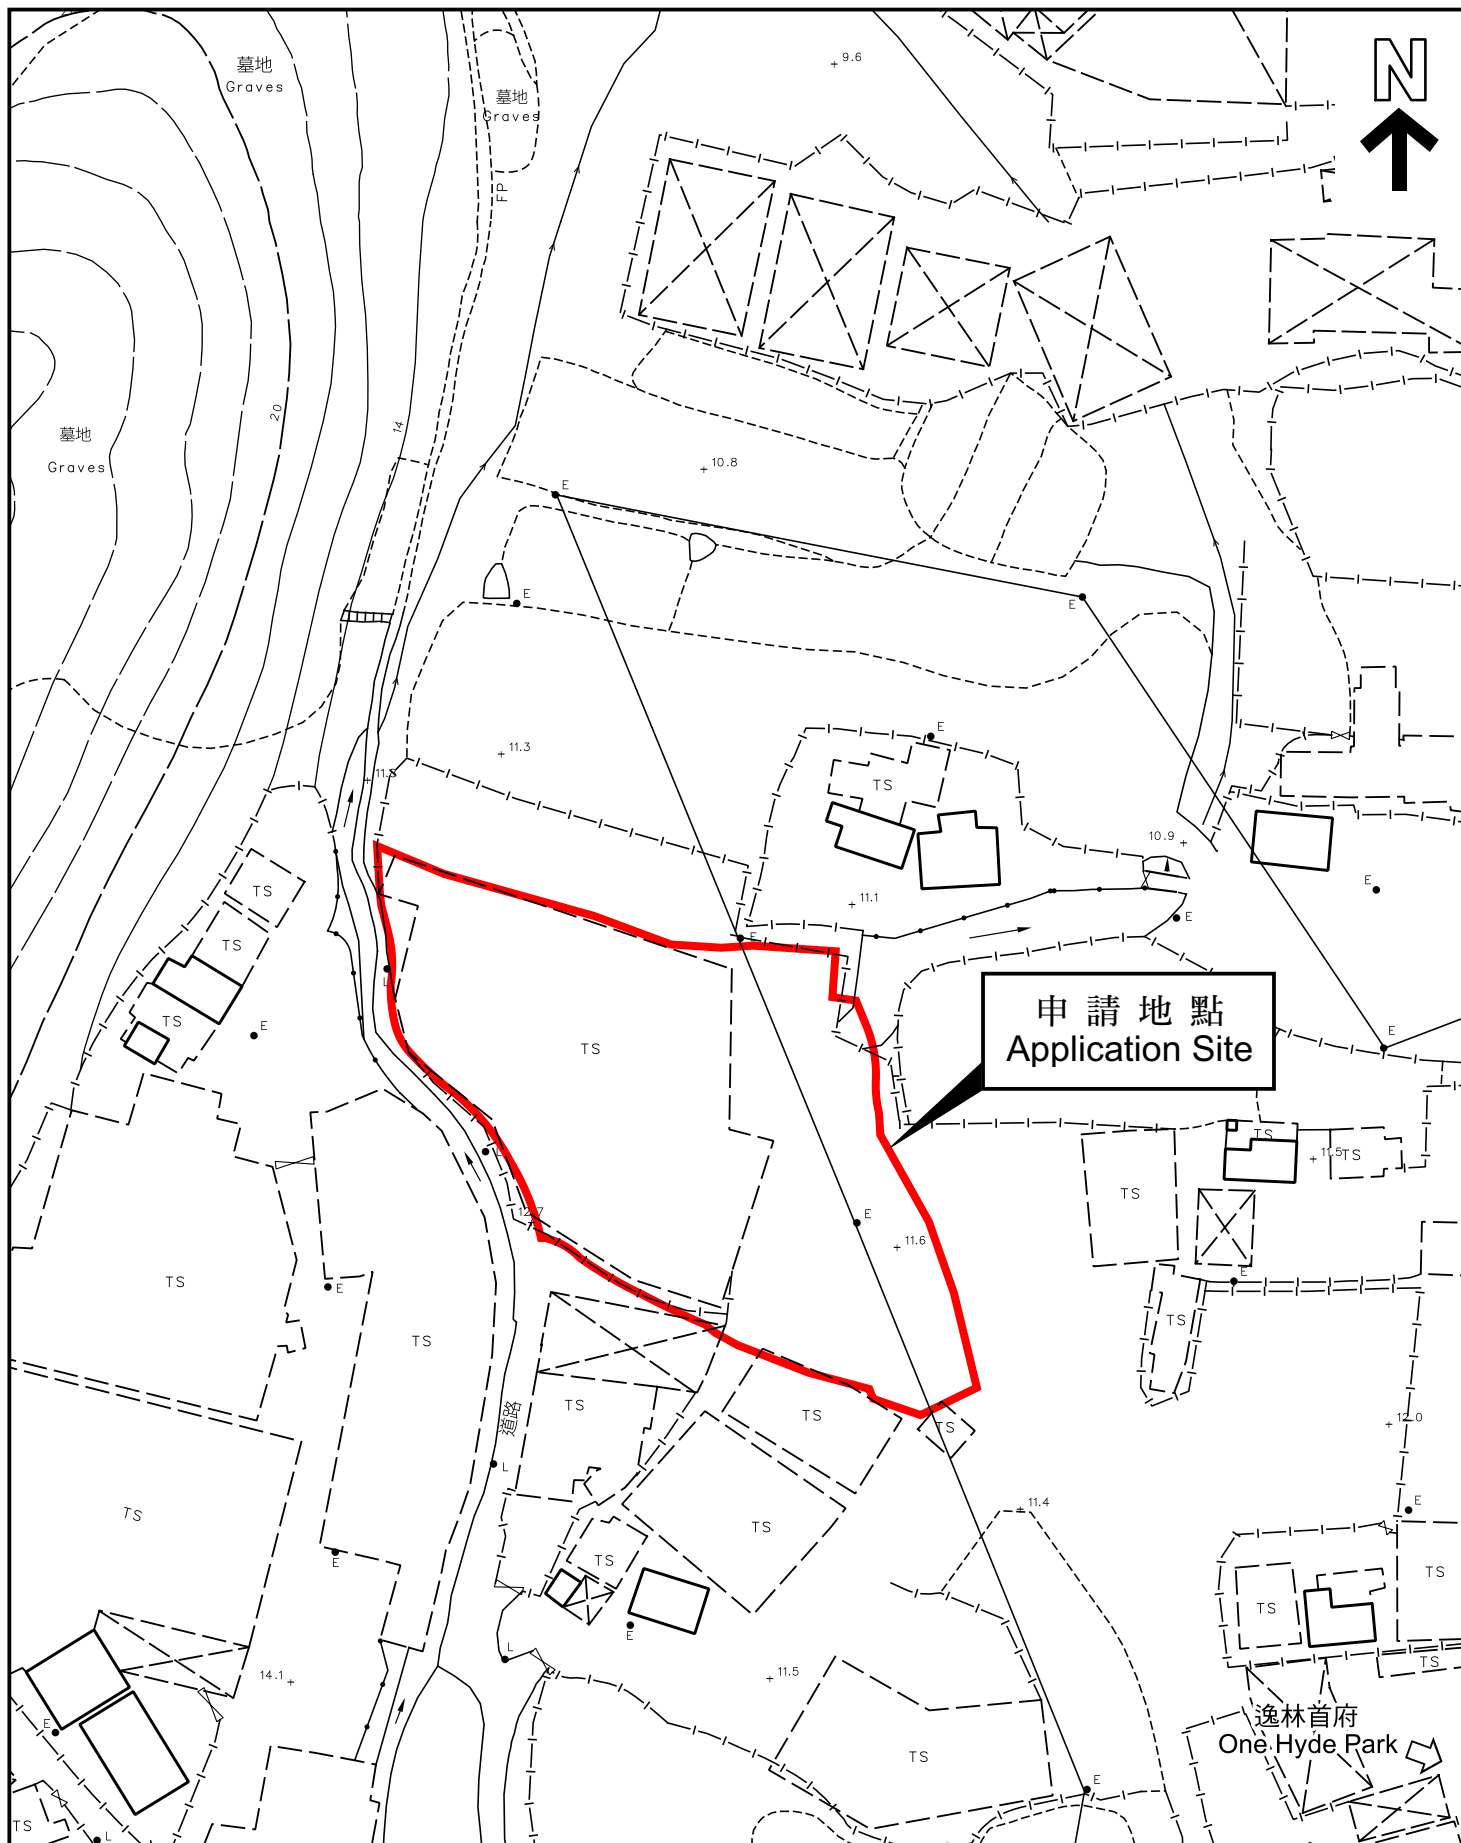 墓地
Graves
墓地
Graves
9.6
N
FP
20
14
墓地
Graves
10.8
E
E
E
11.3
11.5
E
TS
10.9
11.1
E
E
TS
TS
TS
E
L
E
TS
申請地點
Application Site
E
TS
11.5
TS
TS
L
12.7
E
11.6
TS
E
E
TS
TS
TS
道路
TS
TS
12.0
L
TS
TS
11.4
E
TS
E
TS
TS
TS
E
L
14.1
11.5
TS
E
逸林首府
One Hyde Park
TS
E
TS
L